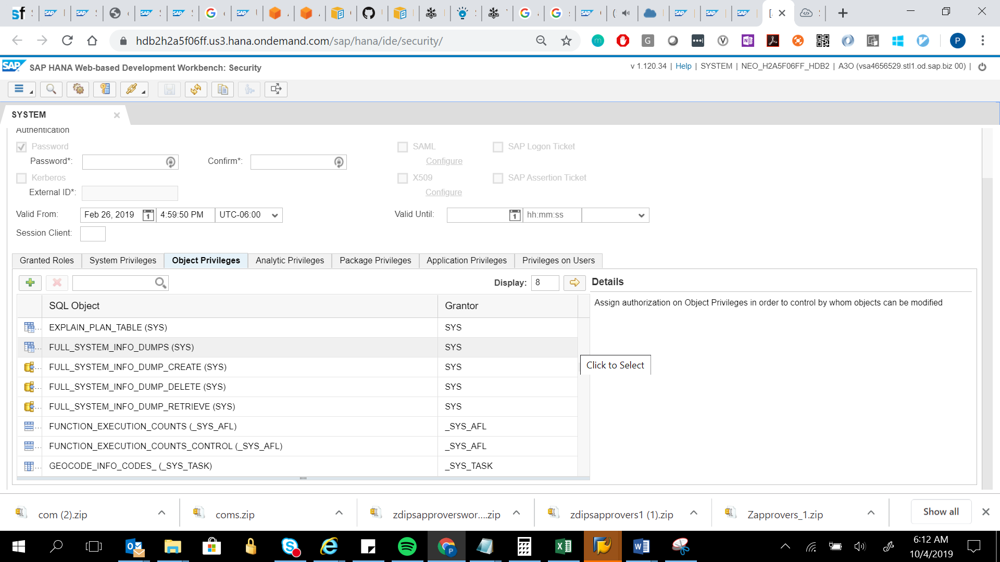 hdb2h2a5f06ff.us3.hana.ondemand.com/sap/hana/ide/security/
SAP SAP HANA Web-based Development Workbench: Security
v 1.120.34 | Help | SYSTEM | NEO_H2A5F06FF_HDB2 | A3O (vsa4656529.stl1.od.sap.biz 00) |
SYSTEM
Authentication
Password SAML SAP Logon Ticket
Password*: Confirm*: Configure
Kerberos X509 SAP Assertion Ticket
External ID*: Configure
Valid From: Feb 26, 2019 4:59:50 PM UTC-06:00 Valid Until: hh:mm:ss
Session Client:
Granted Roles System Privileges Object Privileges Analytic Privileges Package Privileges Application Privileges Privileges on Users
Display: 8 Details
SQL Object Grantor Assign authorization on Object Privileges in order to control by whom objects can be modified
EXPLAIN_PLAN_TABLE (SYS) SYS
FULL_SYSTEM_INFO_DUMPS (SYS) SYS
FULL_SYSTEM_INFO_DUMP_CREATE (SYS) SYS
Click to Select
FULL_SYSTEM_INFO_DUMP_DELETE (SYS) SYS
FULL_SYSTEM_INFO_DUMP_RETRIEVE (SYS) SYS
FUNCTION_EXECUTION_COUNTS (_SYS_AFL) _SYS_AFL
FUNCTION_EXECUTION_COUNTS_CONTROL (_SYS_AFL) _SYS_AFL
GEOCODE_INFO_CODES_ (_SYS_TASK) _SYS_TASK
com (2).zip coms.zip zdipsapproverswor....zip zdipsapprovers1 (1).zip Zapprovers_1.zip Show all
6:12 AM
10/4/2019